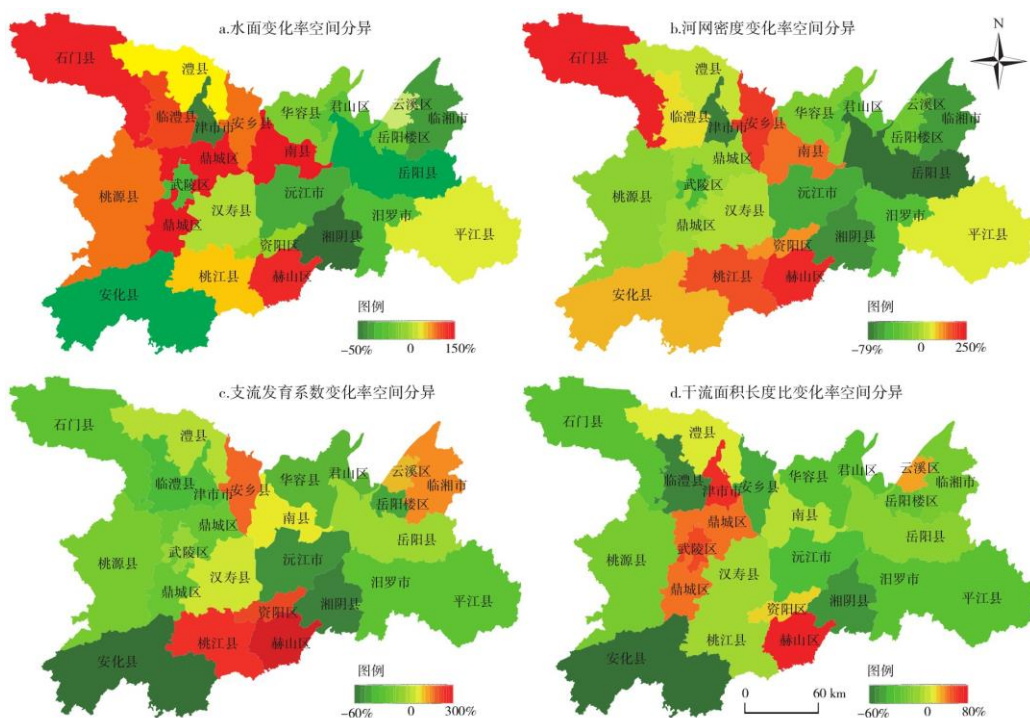 a.水面变化率空间分异
石门县
澧县
临澧县
津市市
安乡县
华容县
君山区
云溪区
临湘市
岳阳楼区
鼎城区
南县
岳阳县
武陵区
沅江市
桃源县
汉寿县
汨罗市
鼎城区
资阳区
湘阴县
平江县
桃江县
赫山区
安化县
图例
-50% 0 150%
b.河网密度变化率空间分异
N
石门县
澧县
临澧县
津市市
安乡县
华容县
君山区
云溪区
临湘市
岳阳楼区
鼎城区
南县
岳阳县
武陵区
沅江市
桃源县
汉寿县
汨罗市
鼎城区
资阳区
湘阴县
平江县
桃江县
赫山区
安化县
图例
-79% 0 250%
c.支流发育系数变化率空间分异
石门县
澧县
临澧县
津市市
安乡县
华容县
君山区
云溪区
临湘市
岳阳楼区
鼎城区
南县
岳阳县
武陵区
沅江市
桃源县
汉寿县
汨罗市
鼎城区
资阳区
湘阴县
平江县
桃江县
赫山区
安化县
图例
-60% 0 300%
d.干流面积长度比变化率空间分异
石门县
澧县
临澧县
津市市
安乡县
华容县
君山区
云溪区
临湘市
岳阳楼区
鼎城区
南县
岳阳县
武陵区
沅江市
桃源县
汉寿县
汨罗市
鼎城区
资阳区
湘阴县
平江县
桃江县
赫山区
安化县
图例
0 60 km
-60% 0 80%